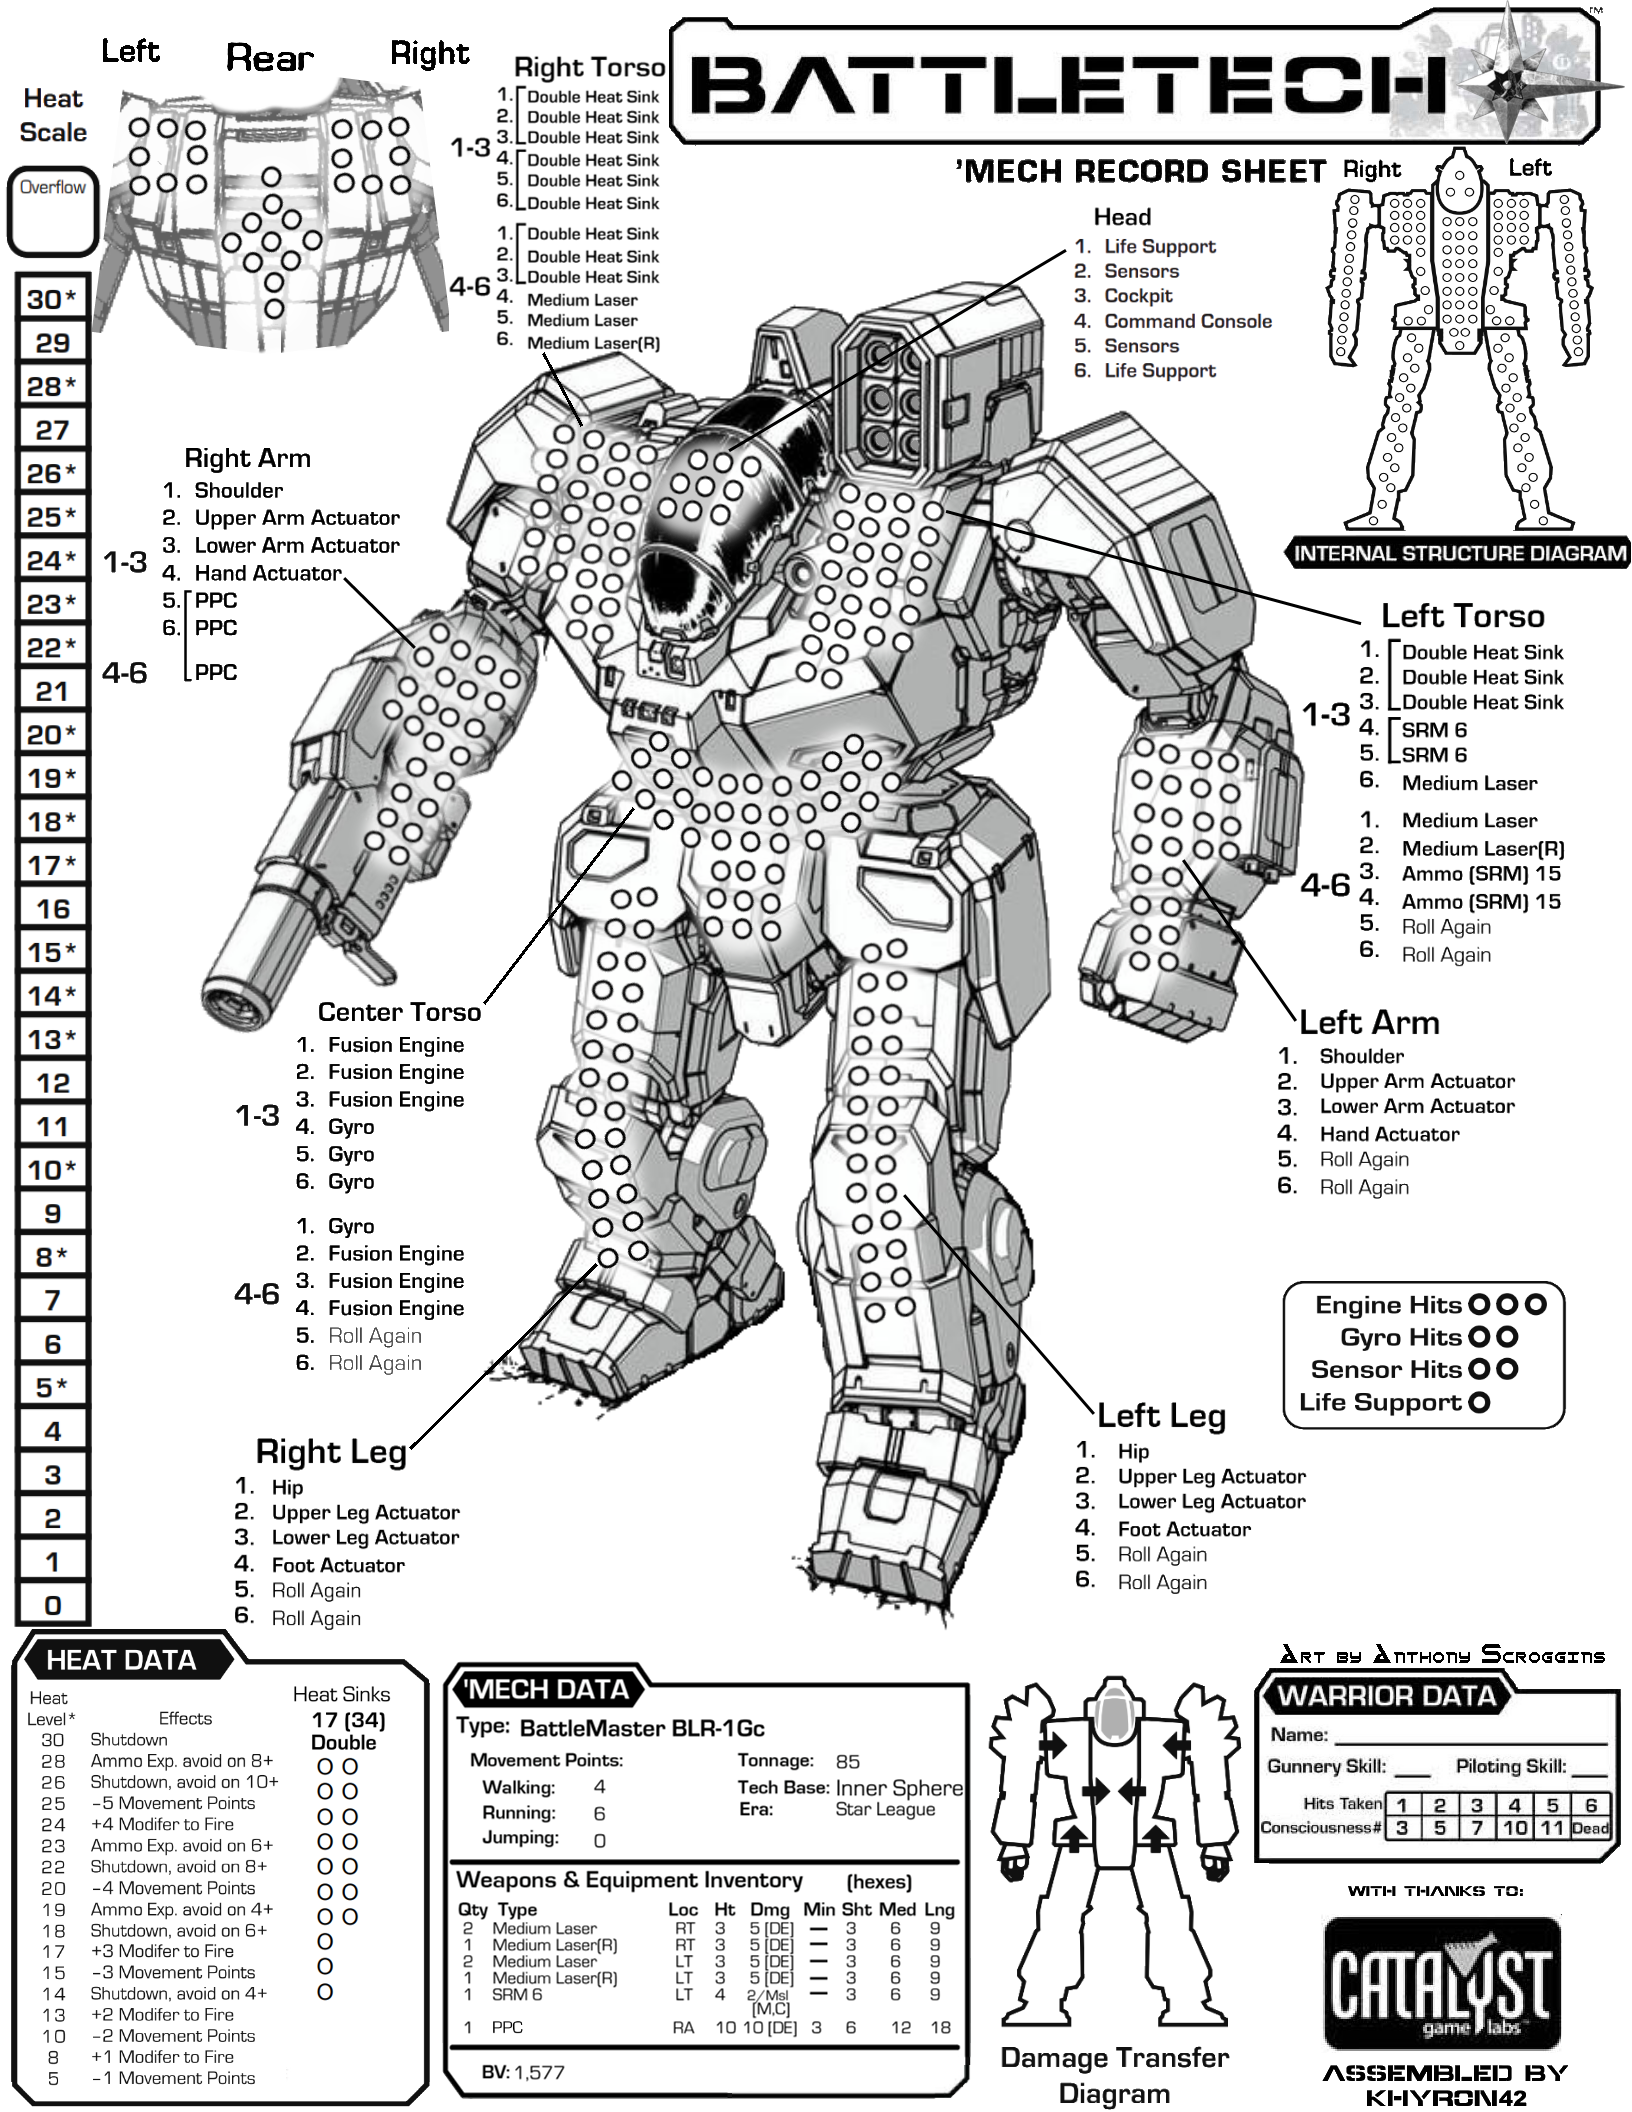 Left Rear Right
Heat
Scale
Overflow
30*
29
28*
27
26*
25*
24*
23*
22*
21
20*
19*
18*
17*
16
15*
14*
13*
12
11
10*
9
8*
7
6
5*
4
3
2
1
0
Right Torso
1-3
1. Double Heat Sink
2. Double Heat Sink
3. Double Heat Sink
4. Double Heat Sink
5. Double Heat Sink
6. Double Heat Sink
4-6
1. Double Heat Sink
2. Double Heat Sink
3. Double Heat Sink
4. Medium Laser
5. Medium Laser
6. Medium Laser(R)
BATTLETECH
TM
'MECH RECORD SHEET
Right Left
INTERNAL STRUCTURE DIAGRAM
Head
1. Life Support
2. Sensors
3. Cockpit
4. Command Console
5. Sensors
6. Life Support
Right Arm
1-3
1. Shoulder
2. Upper Arm Actuator
3. Lower Arm Actuator
4. Hand Actuator
5. PPC
6. PPC
4-6
PPC
Left Torso
1-3
1. Double Heat Sink
2. Double Heat Sink
3. Double Heat Sink
4. SRM 6
5. SRM 6
6. Medium Laser
4-6
1. Medium Laser
2. Medium Laser(R)
3. Ammo (SRM) 15
4. Ammo (SRM) 15
5. Roll Again
6. Roll Again
Center Torso
1-3
1. Fusion Engine
2. Fusion Engine
3. Fusion Engine
4. Gyro
5. Gyro
6. Gyro
4-6
1. Gyro
2. Fusion Engine
3. Fusion Engine
4. Fusion Engine
5. Roll Again
6. Roll Again
Left Arm
1. Shoulder
2. Upper Arm Actuator
3. Lower Arm Actuator
4. Hand Actuator
5. Roll Again
6. Roll Again
Engine Hits
Gyro Hits
Sensor Hits
Life Support
Right Leg
1. Hip
2. Upper Leg Actuator
3. Lower Leg Actuator
4. Foot Actuator
5. Roll Again
6. Roll Again
Left Leg
1. Hip
2. Upper Leg Actuator
3. Lower Leg Actuator
4. Foot Actuator
5. Roll Again
6. Roll Again
HEAT DATA
Heat
Level* Effects
30 Shutdown
28 Ammo Exp. avoid on 8+
26 Shutdown, avoid on 10+
25 -5 Movement Points
24 +4 Modifer to Fire
23 Ammo Exp. avoid on 6+
22 Shutdown, avoid on 8+
20 -4 Movement Points
19 Ammo Exp. avoid on 4+
18 Shutdown, avoid on 6+
17 +3 Modifer to Fire
15 -3 Movement Points
14 Shutdown, avoid on 4+
13 +2 Modifer to Fire
10 -2 Movement Points
8 +1 Modifer to Fire
5 -1 Movement Points
Heat Sinks
17 (34)
Double
'MECH DATA
Type: BattleMaster BLR-1Gc
Movement Points:
Walking: 4
Running: 6
Jumping: 0
Tonnage: 85
Tech Base: Inner Sphere
Era: Star League
Weapons & Equipment Inventory (hexes)
Qty Type Loc Ht Dmg Min Sht Med Lng
2 Medium Laser RT 3 5 [DE] — 3 6 9
1 Medium Laser(R) RT 3 5 [DE] — 3 6 9
2 Medium Laser LT 3 5 [DE] — 3 6 9
1 Medium Laser(R) LT 3 5 [DE] — 3 6 9
1 SRM 6 LT 4 2/Msl — 3 6 9
[M,C]
1 PPC RA 10 10 [DE] 3 6 12 18
BV: 1,577
Damage Transfer
Diagram
Art by Anthony Scroggins
WARRIOR DATA
Name:
Gunnery Skill: Piloting Skill:
Hits Taken 1 2 3 4 5 6
Consciousness# 3 5 7 10 11 Dead
WITH THANKS TO:
CATALYST
game labs
ASSEMBLED BY
KHYRON42